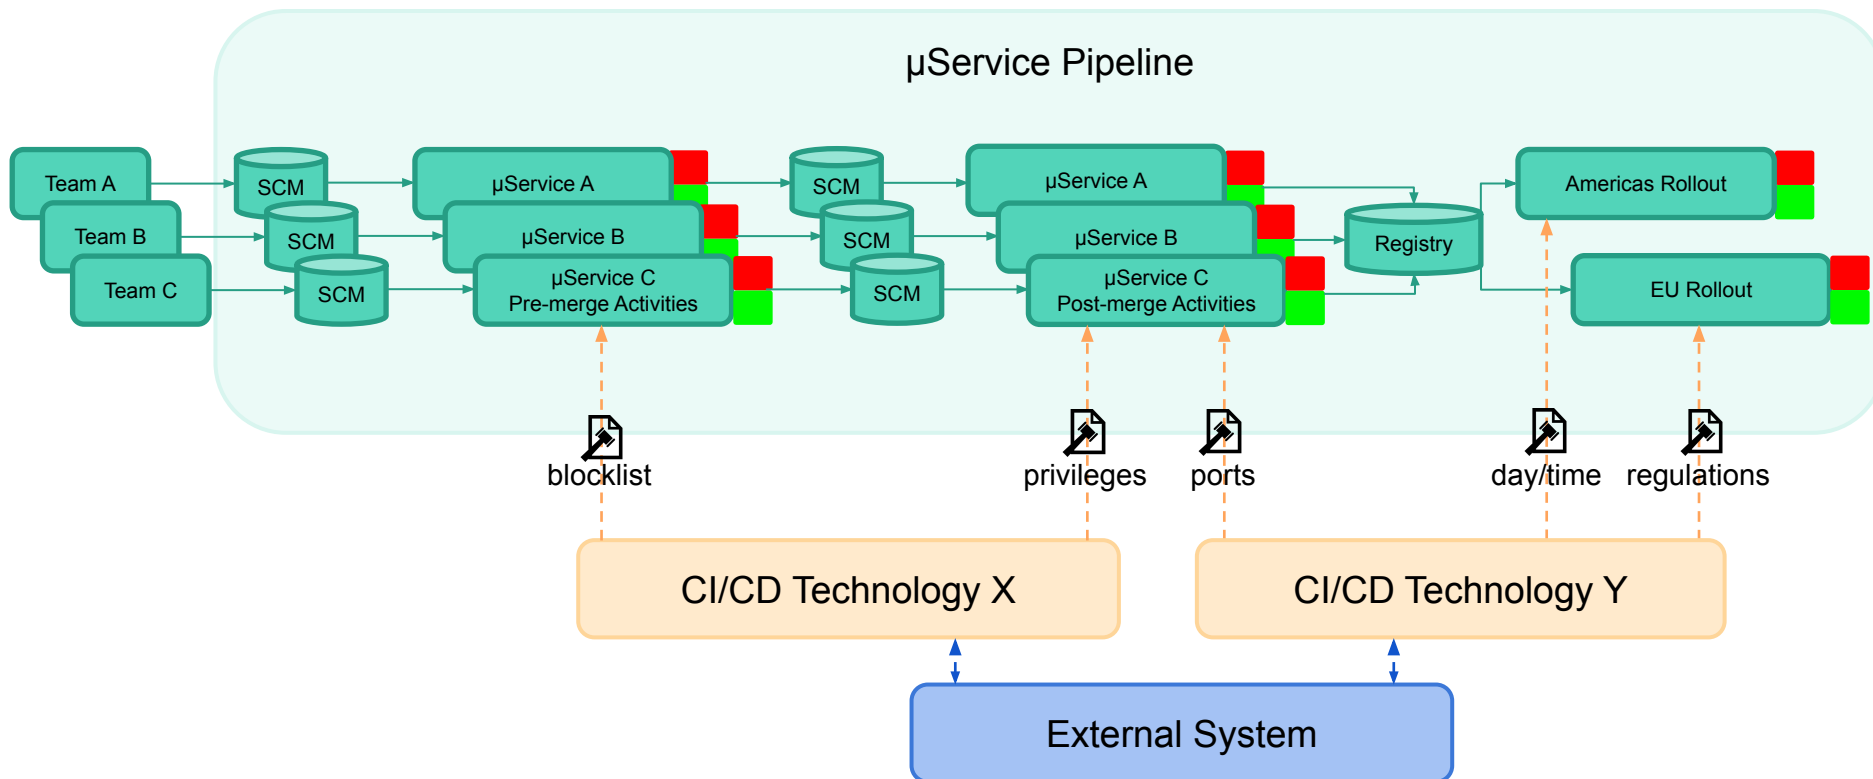 µService Pipeline
Team A
SCM
µService A
SCM
µService A
Americas Rollout
Team B
SCM
µService B
SCM
µService B
Registry
Team C
SCM
µService C
Pre-merge Activities
SCM
µService C
Post-merge Activities
EU Rollout
blocklist
privileges
ports
day/time
regulations
CI/CD Technology X
CI/CD Technology Y
External System